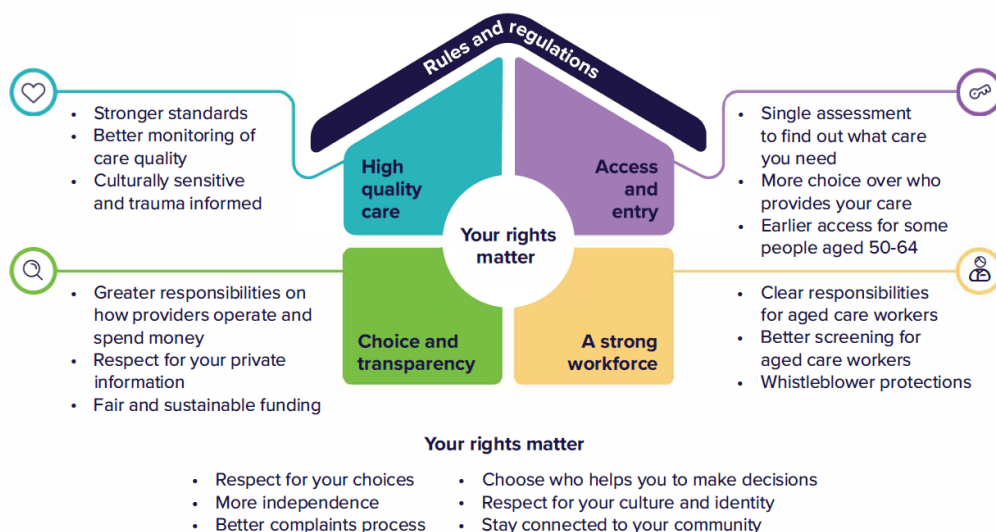 Rules and regulations
High
quality
care
• Stronger standards
• Better monitoring of
care quality
• Culturally sensitive
and trauma informed
Access
and
entry
• Single assessment
to find out what care
you need
• More choice over who
provides your care
• Earlier access for some
people aged 50-64
Your rights
matter
Choice and
transparency
• Greater responsibilities on
how providers operate and
spend money
• Respect for your private
information
• Fair and sustainable funding
A strong
workforce
• Clear responsibilities
for aged care workers
• Better screening for
aged care workers
• Whistleblower protections
Your rights matter
• Respect for your choices
• More independence
• Better complaints process
• Choose who helps you to make decisions
• Respect for your culture and identity
• Stay connected to your community